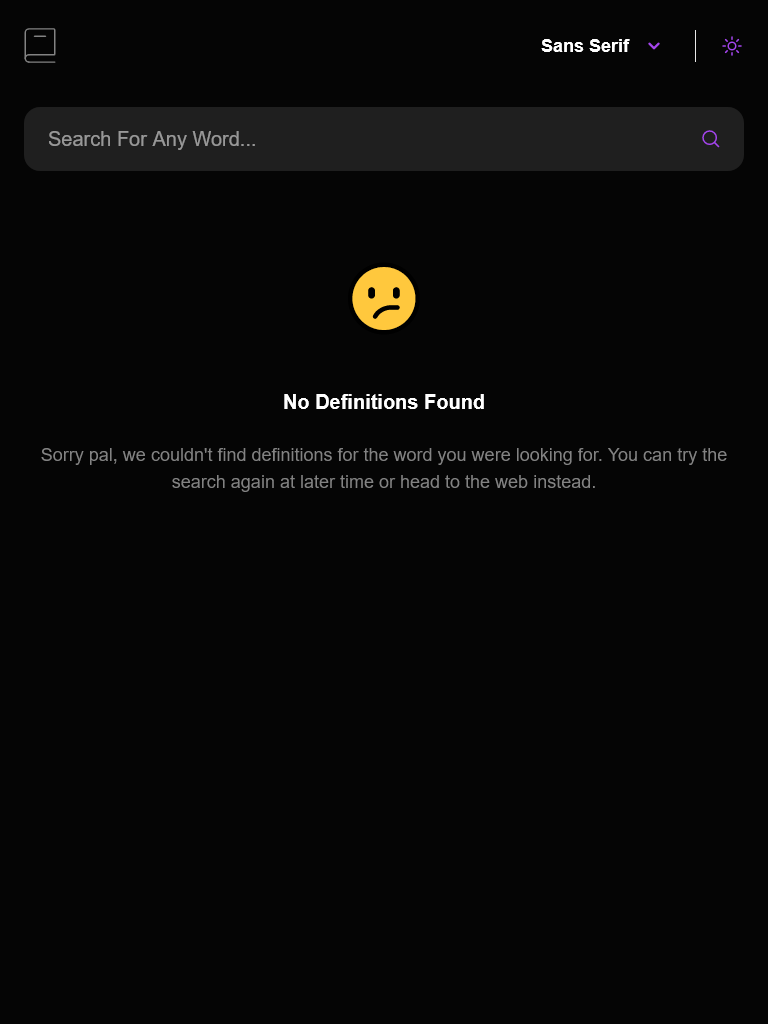 Sans Serif
Search For Any Word...
No Definitions Found
Sorry pal, we couldn't find definitions for the word you were looking for. You can try the
search again at later time or head to the web instead.